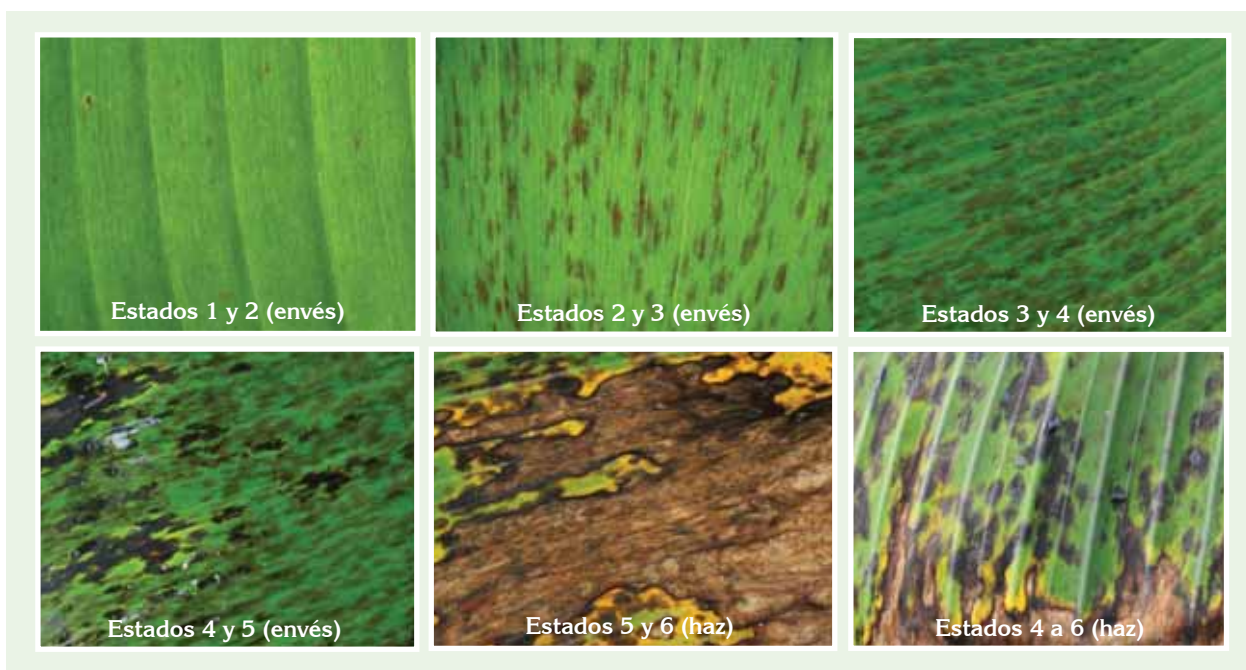 Estados 1 y 2 (envés)
Estados 2 y 3 (envés)
Estados 3 y 4 (envés)
Estados 4 y 5 (envés)
Estados 5 y 6 (haz)
Estados 4 a 6 (haz)